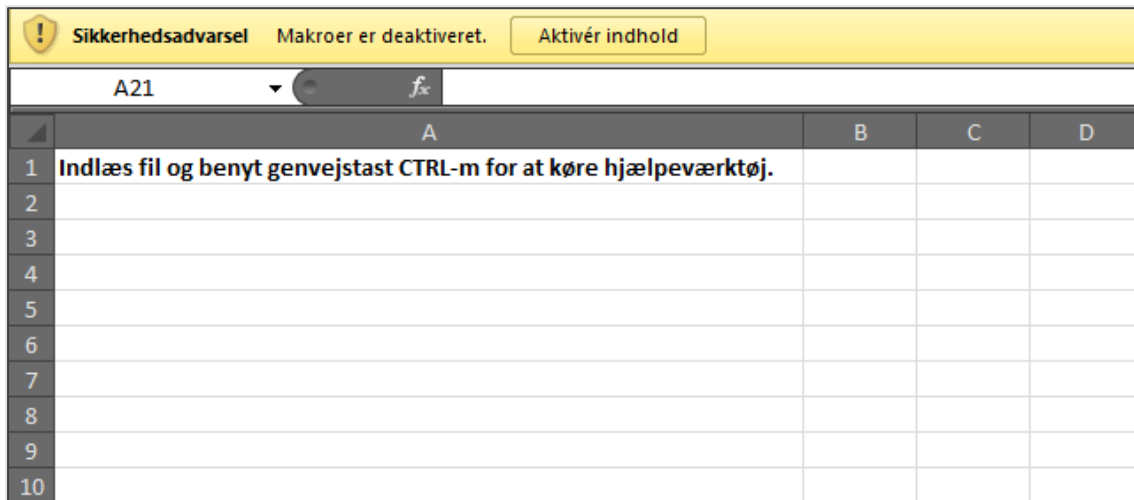 Sikkerhedsadvarsel Makroer er deaktiveret. Aktivér indhold
A21 fx
A B C D
1 Indlæs fil og benyt genvejstast CTRL-m for at køre hjælpeværktøj.
2
3
4
5
6
7
8
9
10